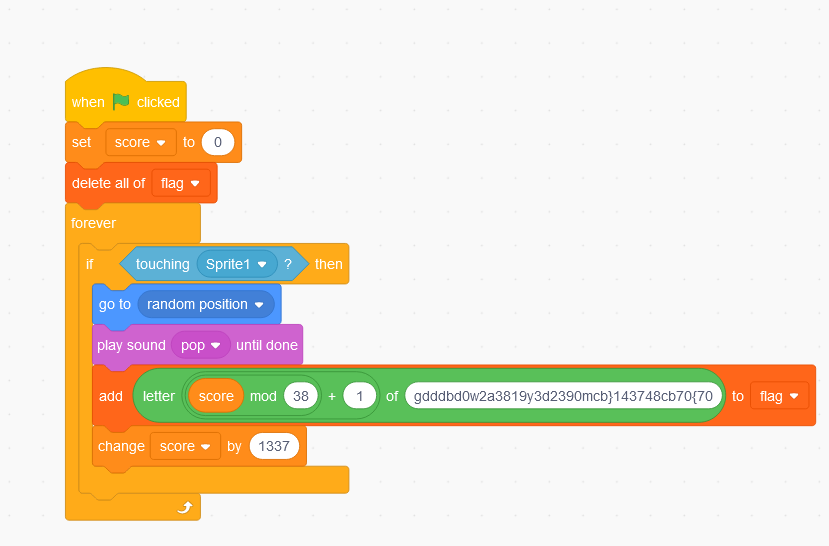 when clicked
set score to 0
delete all of flag
forever
if touching Sprite1 ? then
go to random position
play sound pop until done
add letter score mod 38 + 1 of gdddbd0w2a3819y3d2390mcb}143748cb70{70 to flag
change score by 1337